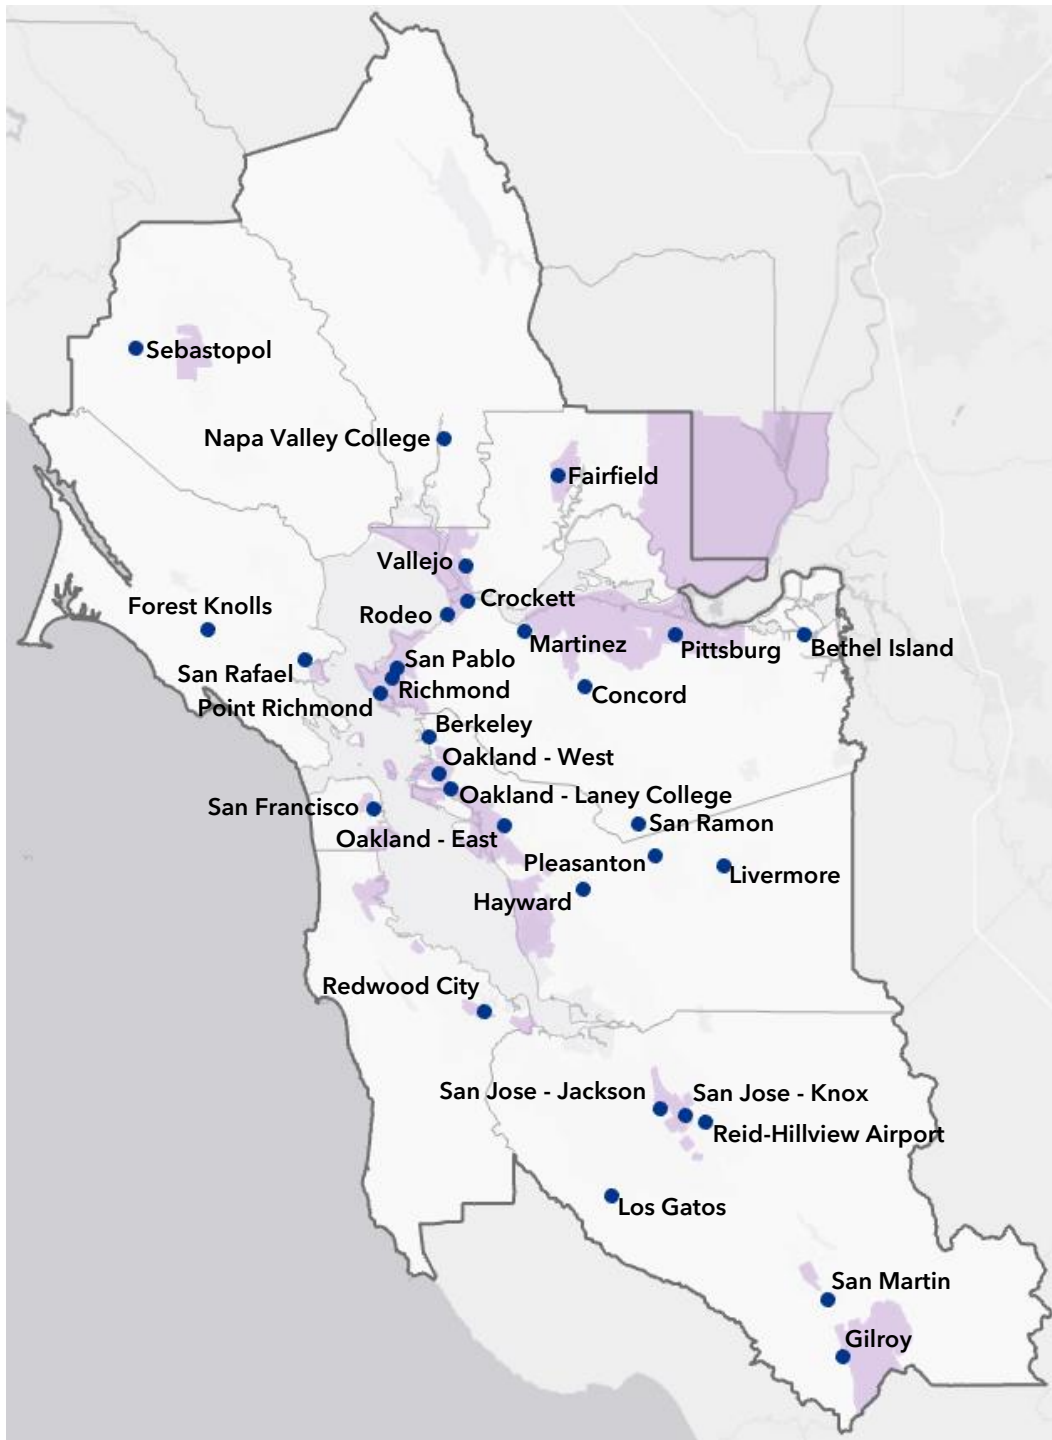 Sebastopol
Napa Valley College
Fairfield
Vallejo
Crockett
Forest Knolls
Rodeo
Martinez
Pittsburg
Bethel Island
San Pablo
San Rafael
Richmond
Concord
Point Richmond
Berkeley
Oakland - West
Oakland - Laney College
San Francisco
San Ramon
Oakland - East
Pleasanton
Livermore
Hayward
Redwood City
San Jose - Jackson
San Jose - Knox
Reid-Hillview Airport
Los Gatos
San Martin
Gilroy